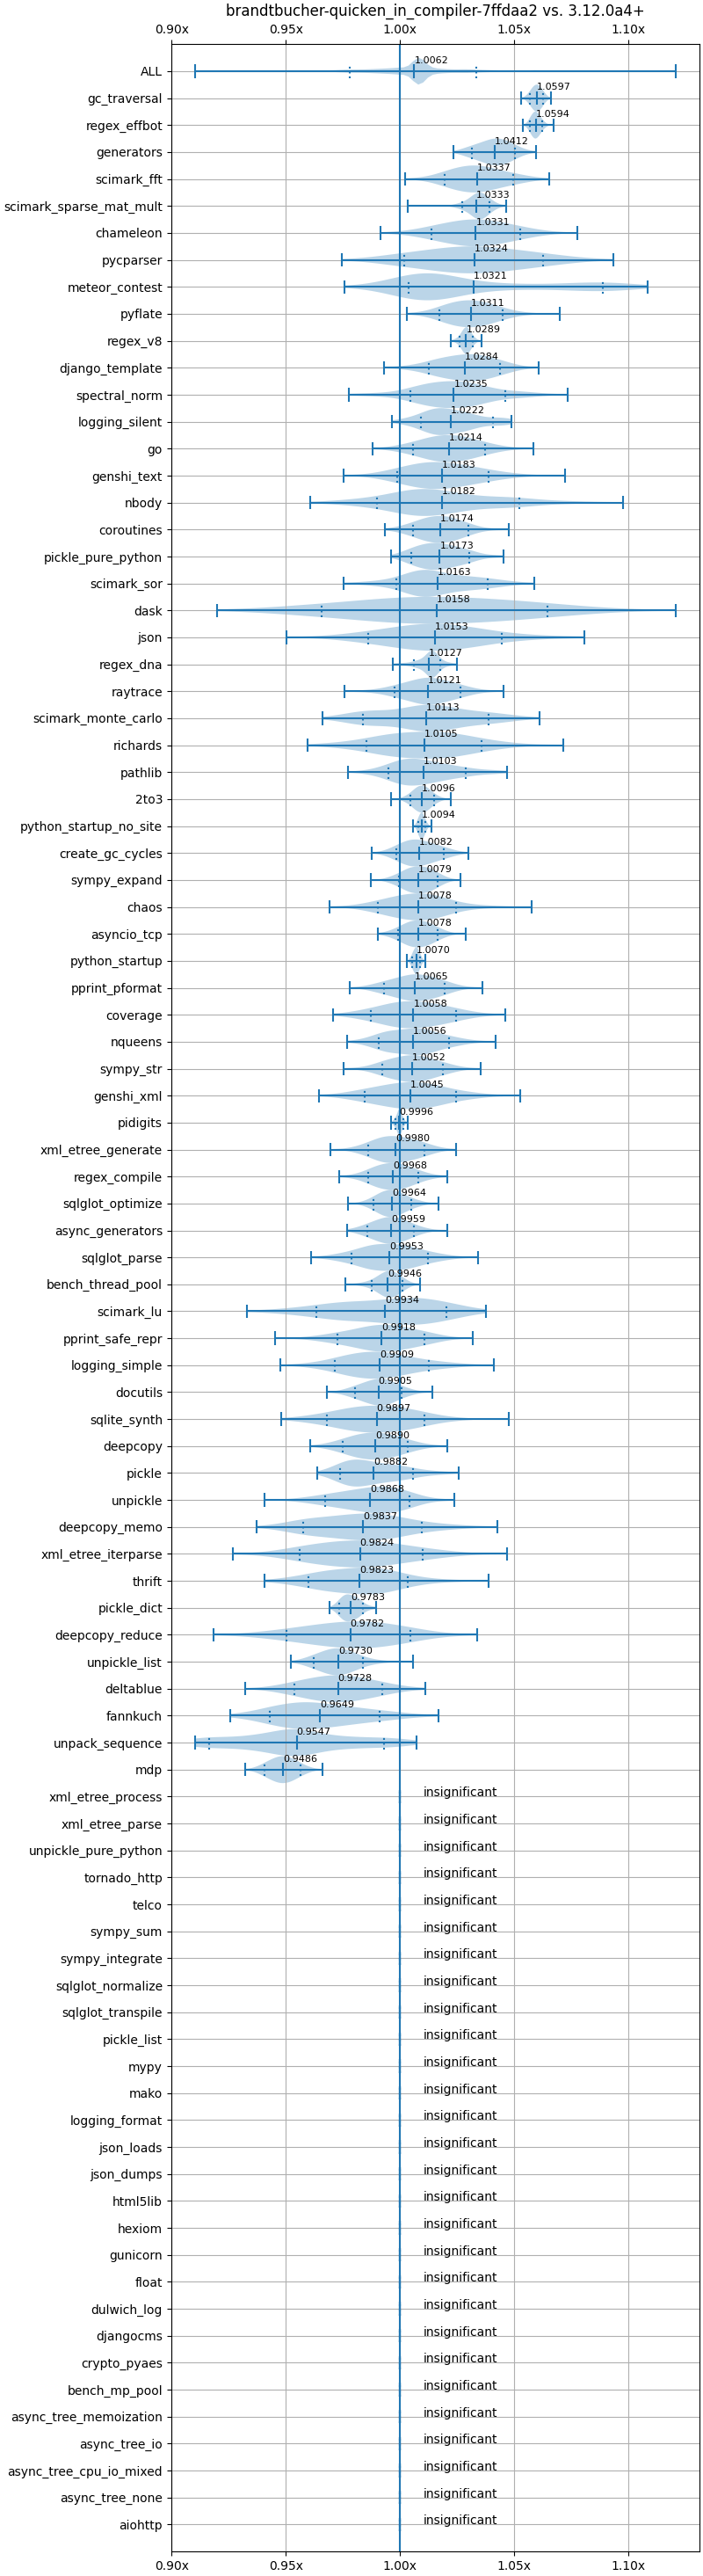 brandtbucher-quicken_in_compiler-7ffdaa2 vs. 3.12.0a4+
0.90x 0.95x 1.00x 1.05x 1.10x
ALL 1.0062
gc_traversal 1.0597
regex_effbot 1.0594
generators 1.0412
scimark_fft 1.0337
scimark_sparse_mat_mult 1.0333
chameleon 1.0331
pycparser 1.0324
meteor_contest 1.0321
pyflate 1.0311
regex_v8 1.0289
django_template 1.0284
spectral_norm 1.0235
logging_silent 1.0222
go 1.0214
genshi_text 1.0183
nbody 1.0182
coroutines 1.0174
pickle_pure_python 1.0173
scimark_sor 1.0163
dask 1.0158
json 1.0153
regex_dna 1.0127
raytrace 1.0121
scimark_monte_carlo 1.0113
richards 1.0105
pathlib 1.0103
2to3 1.0096
python_startup_no_site 1.0094
create_gc_cycles 1.0082
sympy_expand 1.0079
chaos 1.0078
asyncio_tcp 1.0078
python_startup 1.0070
pprint_pformat 1.0065
coverage 1.0058
nqueens 1.0056
sympy_str 1.0052
genshi_xml 1.0045
pidigits 0.9996
xml_etree_generate 0.9980
regex_compile 0.9968
sqlglot_optimize 0.9964
async_generators 0.9959
sqlglot_parse 0.9953
bench_thread_pool 0.9946
scimark_lu 0.9934
pprint_safe_repr 0.9918
logging_simple 0.9909
docutils 0.9905
sqlite_synth 0.9897
deepcopy 0.9890
pickle 0.9882
unpickle 0.9868
deepcopy_memo 0.9837
xml_etree_iterparse 0.9824
thrift 0.9823
pickle_dict 0.9783
deepcopy_reduce 0.9782
unpickle_list 0.9730
deltablue 0.9728
fannkuch 0.9649
unpack_sequence 0.9547
mdp 0.9486
xml_etree_process insignificant
xml_etree_parse insignificant
unpickle_pure_python insignificant
tornado_http insignificant
telco insignificant
sympy_sum insignificant
sympy_integrate insignificant
sqlglot_normalize insignificant
sqlglot_transpile insignificant
pickle_list insignificant
mypy insignificant
mako insignificant
logging_format insignificant
json_loads insignificant
json_dumps insignificant
html5lib insignificant
hexiom insignificant
gunicorn insignificant
float insignificant
dulwich_log insignificant
djangocms insignificant
crypto_pyaes insignificant
bench_mp_pool insignificant
async_tree_memoization insignificant
async_tree_io insignificant
async_tree_cpu_io_mixed insignificant
async_tree_none insignificant
aiohttp insignificant
0.90x 0.95x 1.00x 1.05x 1.10x